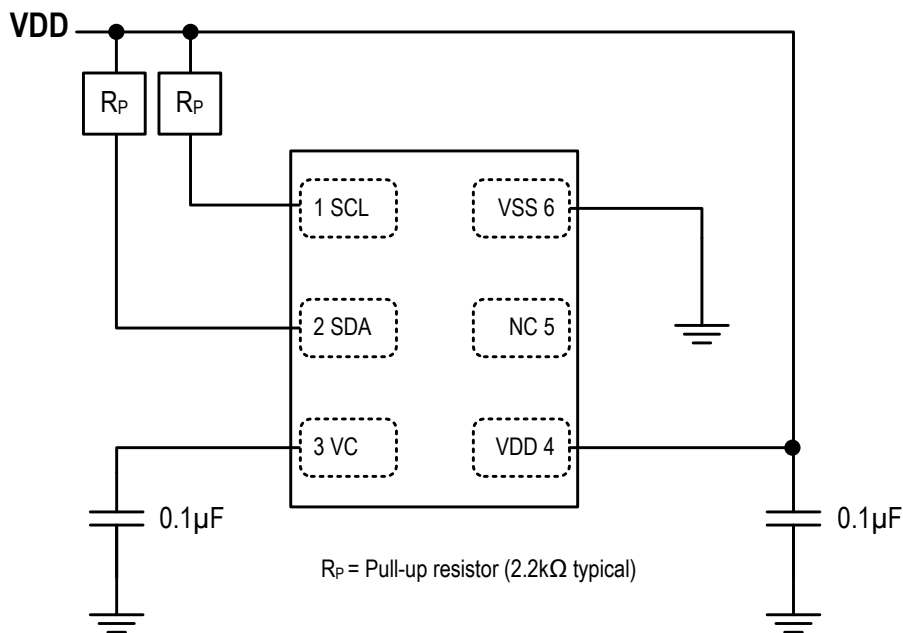 VDD
RP RP
1 SCL VSS 6
2 SDA NC 5
3 VC VDD 4
0.1µF 0.1µF
RP = Pull-up resistor (2.2kΩ typical)